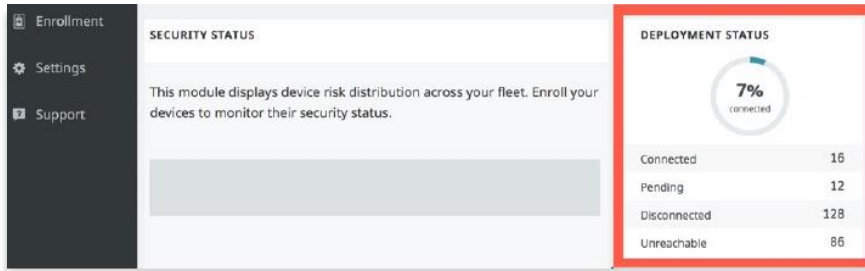 Enrollment
Settings
Support
SECURITY STATUS
This module displays device risk distribution across your fleet. Enroll your
devices to monitor their security status.
DEPLOYMENT STATUS
7%
connected
Connected 16
Pending 12
Disconnected 128
Unreachable 86